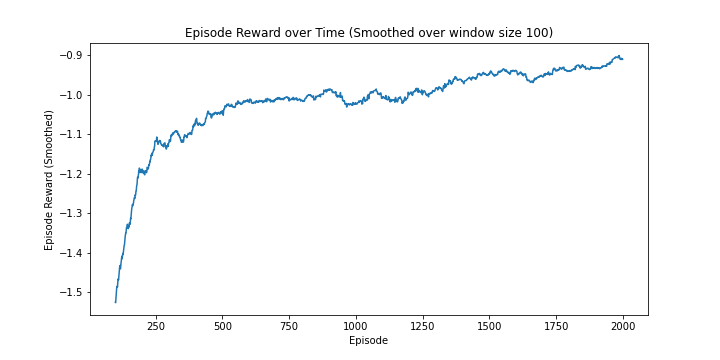 Episode Reward over Time (Smoothed over window size 100)
Episode Reward (Smoothed)
−0.9
−1.0
−1.1
−1.2
−1.3
−1.4
−1.5
250 500 750 1000 1250 1500 1750 2000
Episode